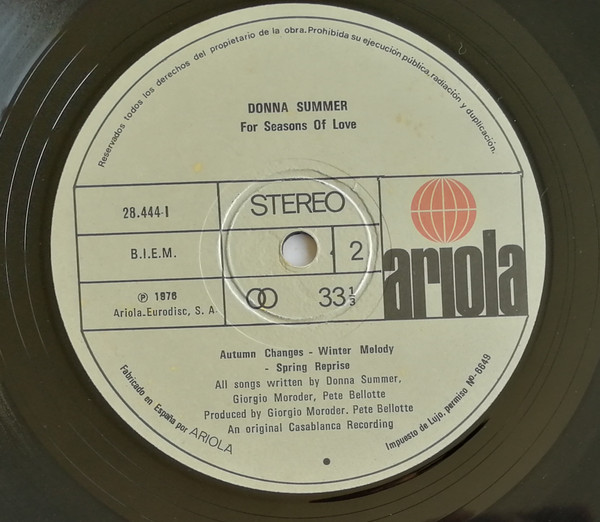 Reservados todos los derechos del propietario de la obra. Prohibida su ejecución pública, radiación y duplicación.
DONNA SUMMER
For Seasons Of Love
28.444-I
STEREO
B.I.E.M.
2
ariola
℗ 1976
Ariola-Eurodisc, S. A.
33 1/3
Autumn Changes - Winter Molody
- Spring Reprise
All songs written by Donna Summer,
Giorgio Moroder, Pete Bellotte
Produced by Giorgio Moroder. Pete Bellotte
An original Casablanca Recording
Fabricado en España por ARIOLA
Impuesto de Lujo, permiso Nº-6649